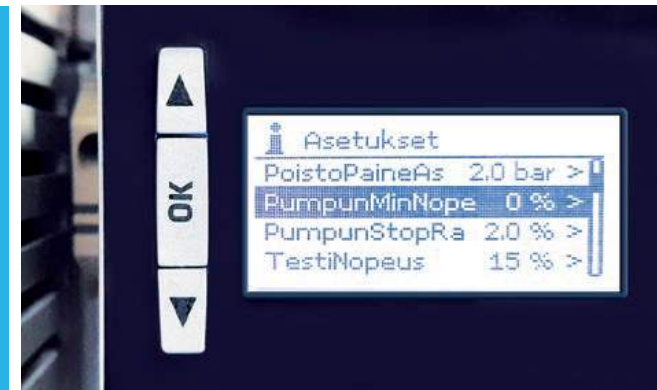 OK
i Asetukset
PoistoPaineAs 2.0 bar >
PumpunMinNope 0 % >
PumpunStopRa 2.0 % >
TestiNopeus 15 % >